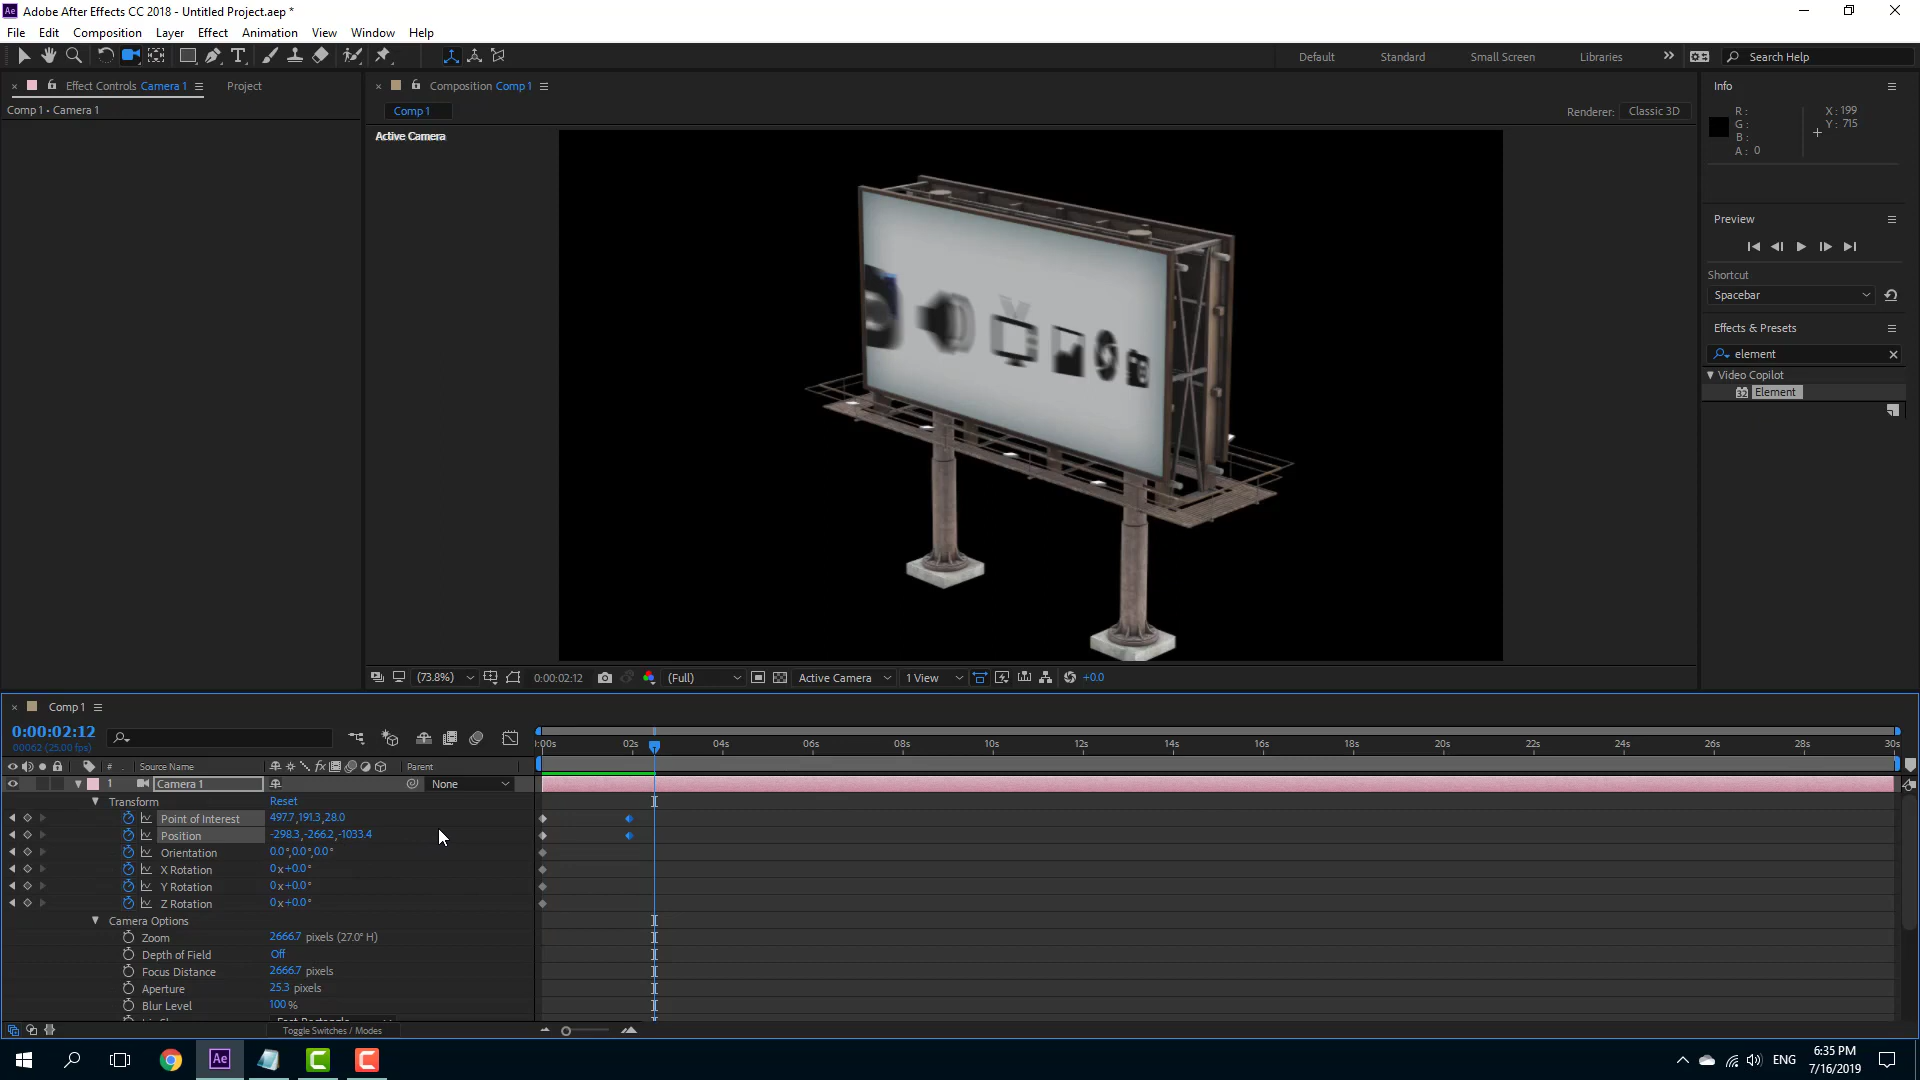 Adobe After Effects CC 2018 - Untitled Project.aep *
File Edit Composition Layer Effect Animation View Window Help
Default Standard Small Screen Libraries Search Help
Effect Controls Camera 1 Project
Comp 1 • Camera 1
Composition Comp 1
Comp 1
Renderer: Classic 3D
Active Camera
Info
R :
G :
B :
A : 0
X : 199
Y : 715
Preview
Shortcut
Spacebar
Effects & Presets
element
Video Copilot
32 Element
(73.8%) 0:00:02:12 (Full) Active Camera 1 View +0.0
Comp 1
0:00:02:12
00062 (25.00 fps)
:00s 02s 04s 06s 08s 10s 12s 14s 16s 18s 20s 22s 24s 26s 28s 30s
# Source Name fx Parent
1 Camera 1 None
Transform Reset
Point of Interest 497.7,191.3,28.0
Position -298.3,-266.2,-1033.4
Orientation 0.0°,0.0°,0.0°
X Rotation 0x+0.0°
Y Rotation 0x+0.0°
Z Rotation 0x+0.0°
Camera Options
Zoom 2666.7 pixels (27.0° H)
Depth of Field Off
Focus Distance 2666.7 pixels
Aperture 25.3 pixels
Blur Level 100 %
Toggle Switches / Modes
Ae
ENG
6:35 PM
7/16/2019